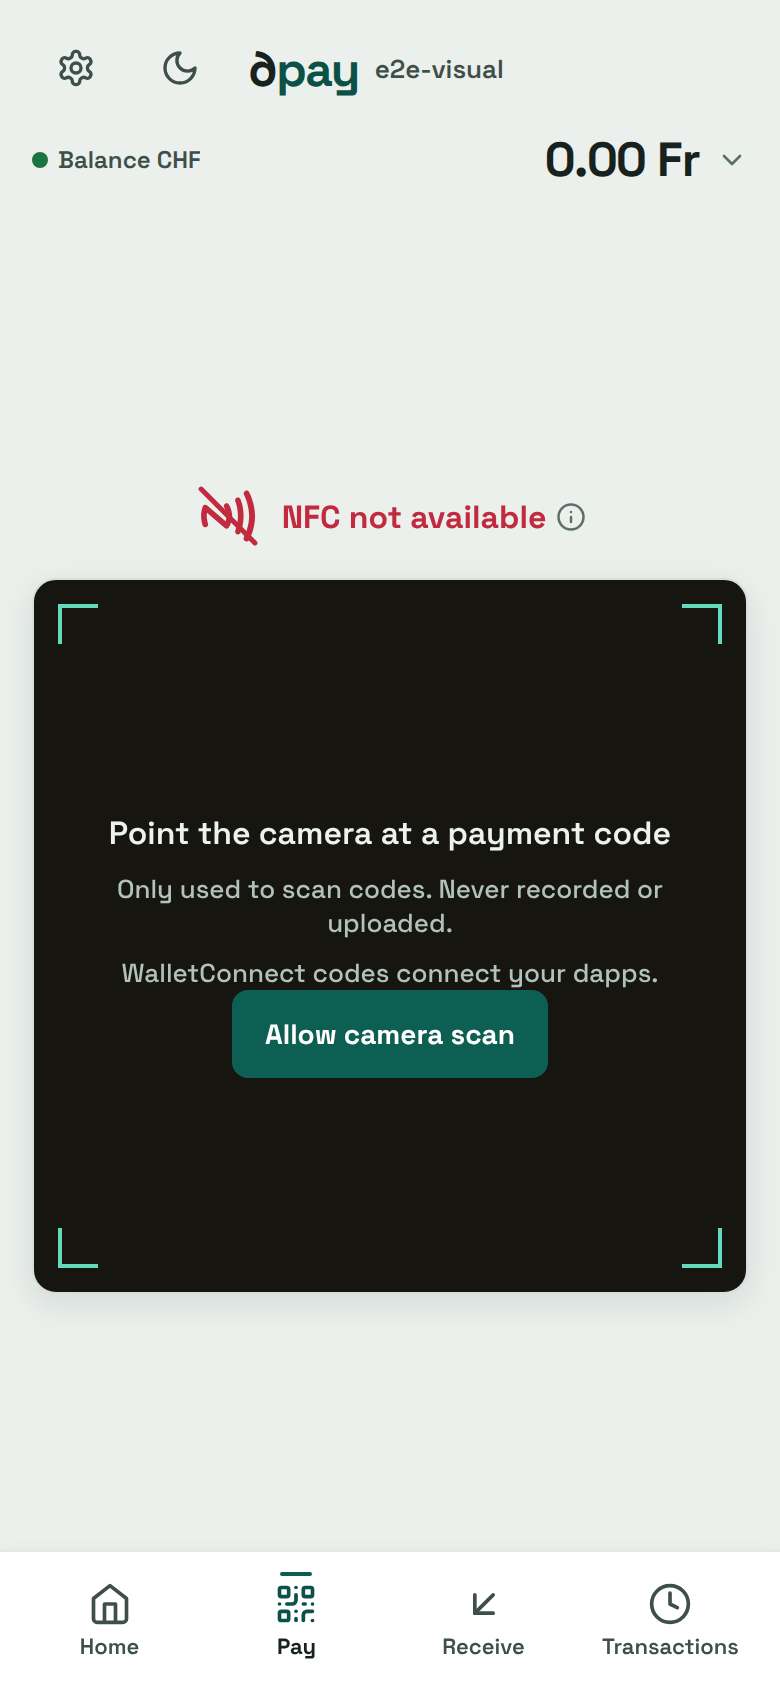 ∂pay e2e-visual
Balance CHF 0.00 Fr
NFC not available
Point the camera at a payment code
Only used to scan codes. Never recorded or
uploaded.
WalletConnect codes connect your dapps.
Allow camera scan
Home Pay Receive Transactions